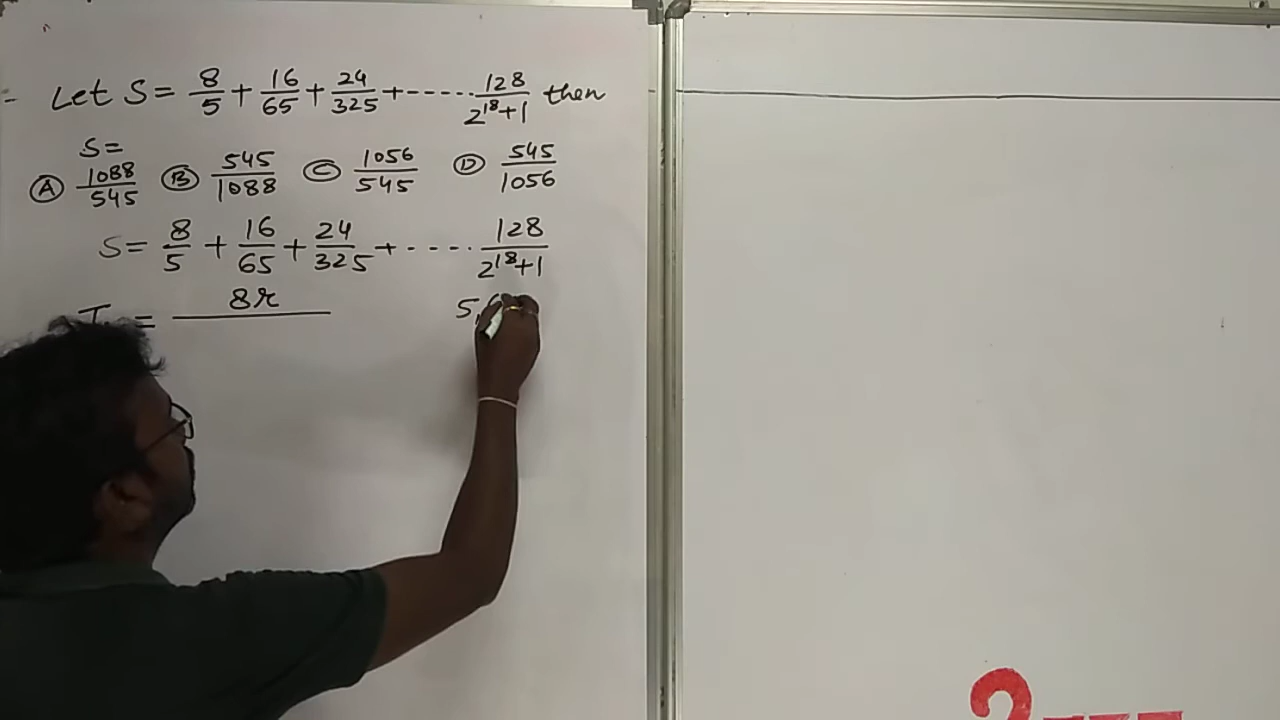 Let S = 8/5 + 16/65 + 24/325 + ----- 128/2^18+1 then
S=
Ⓐ 1088/545 Ⓑ 545/1088 Ⓒ 1056/545 Ⓓ 545/1056
S = 8/5 + 16/65 + 24/325 + ---- 128/2^18+1
= 8r
5,